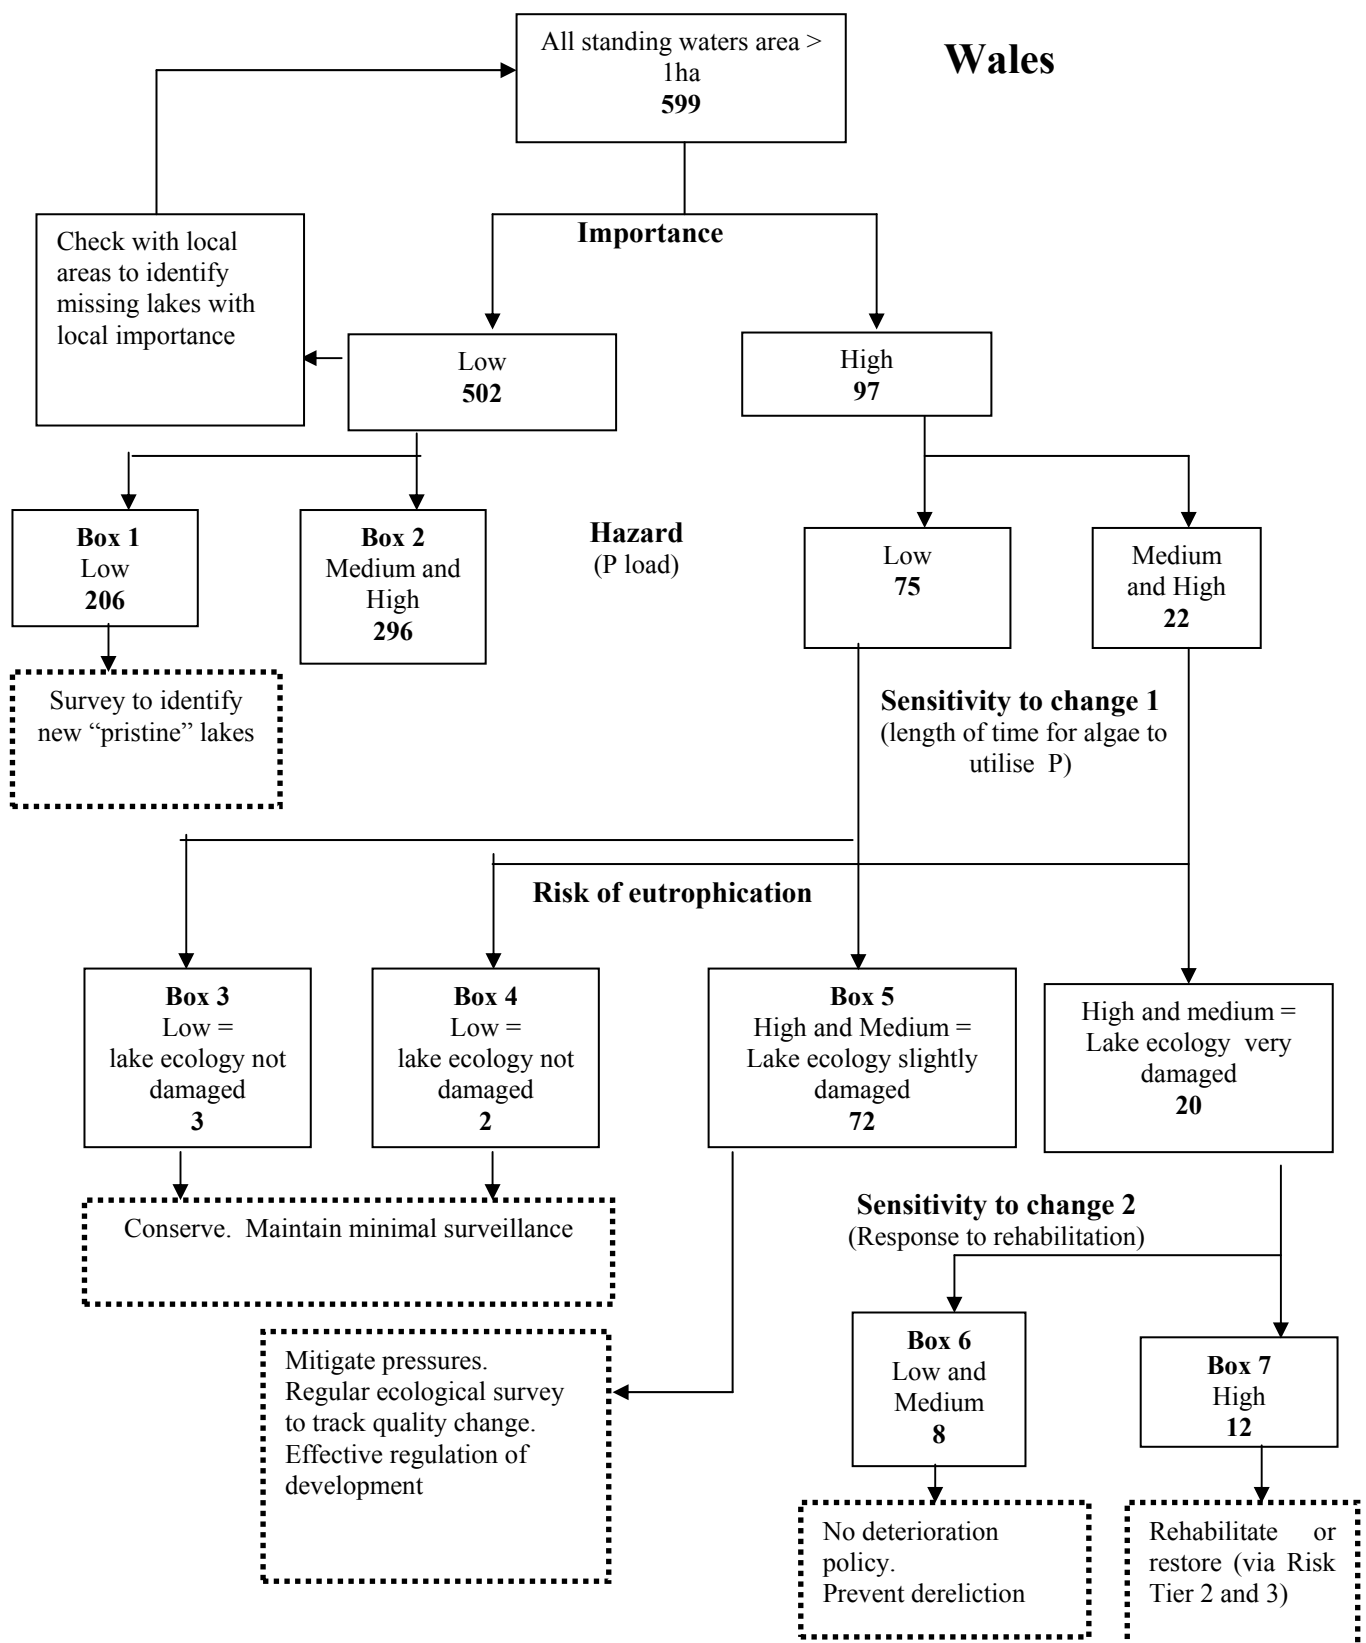 All standing waters area >
1ha
599
Wales
Check with local
areas to identify
missing lakes with
local importance
Importance
Low
502
High
97
Box 1
Low
206
Box 2
Medium and
High
296
Hazard
(P load)
Low
75
Medium
and High
22
Survey to identify
new “pristine” lakes
Sensitivity to change 1
(length of time for algae to
utilise P)
Risk of eutrophication
Box 3
Low =
lake ecology not
damaged
3
Box 4
Low =
lake ecology not
damaged
2
Box 5
High and Medium =
Lake ecology slightly
damaged
72
High and medium =
Lake ecology very
damaged
20
Conserve. Maintain minimal surveillance
Sensitivity to change 2
(Response to rehabilitation)
Mitigate pressures.
Regular ecological survey
to track quality change.
Effective regulation of
development
Box 6
Low and
Medium
8
Box 7
High
12
No deterioration
policy.
Prevent dereliction
Rehabilitate or
restore (via Risk
Tier 2 and 3)